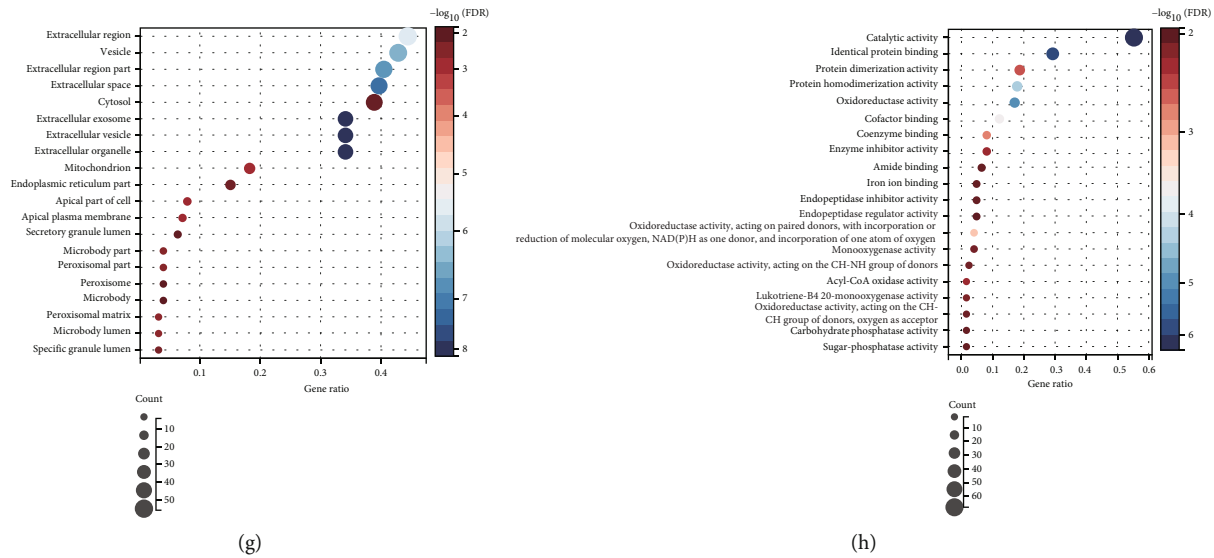 −log10 (FDR)
Extracellular region
Vesicle
Extracellular region part
Extracellular space
Cytosol
Extracellular exosome
Extracellular vesicle
Extracellular organelle
Mitochondrion
Endoplasmic reticulum part
Apical part of cell
Apical plasma membrane
Secretory granule lumen
Microbody part
Peroxisomal part
Peroxisome
Microbody
Peroxisomal matrix
Microbody lumen
Specific granule lumen
2
3
4
5
6
7
8
0.1 0.2 0.3 0.4
Gene ratio
Count
10
20
30
40
50
(g)
−log10 (FDR)
Catalytic activity
Identical protein binding
Protein dimerization activity
Protein homodimerization activity
Oxidoreductase activity
Cofactor binding
Coenzyme binding
Enzyme inhibitor activity
Amide binding
Iron ion binding
Endopeptidase inhibitor activity
Endopeptidase regulator activity
Oxidoreductase activity, acting on paired donors, with incorporation or
reduction of molecular oxygen, NAD(P)H as one donor, and incorporation of one atom of oxygen
Monooxygenase activity
Oxidoreductase activity, acting on the CH-NH group of donors
Acyl-CoA oxidase activity
Lukotriene-B4 20-monooxygenase activity
Oxidoreductase activity, acting on the CH-
CH group of donors, oxygen as acceptor
Carbohydrate phosphatase activity
Sugar-phosphatase activity
2
3
4
5
6
0.0 0.1 0.2 0.3 0.4 0.5 0.6
Gene ratio
Count
10
20
30
40
50
60
(h)